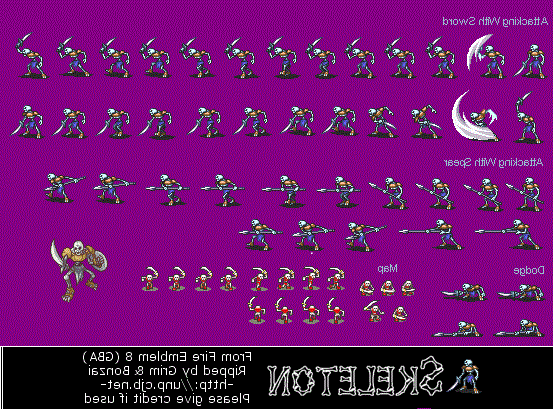 Attacking With Sword
Attacking With Spear
Map
Dodge
SKELETON
From Fire Emblem 8 (GBA)
Ripped by Grim & Bonzai
-http://unp.cjb.net-
Please give credit if used